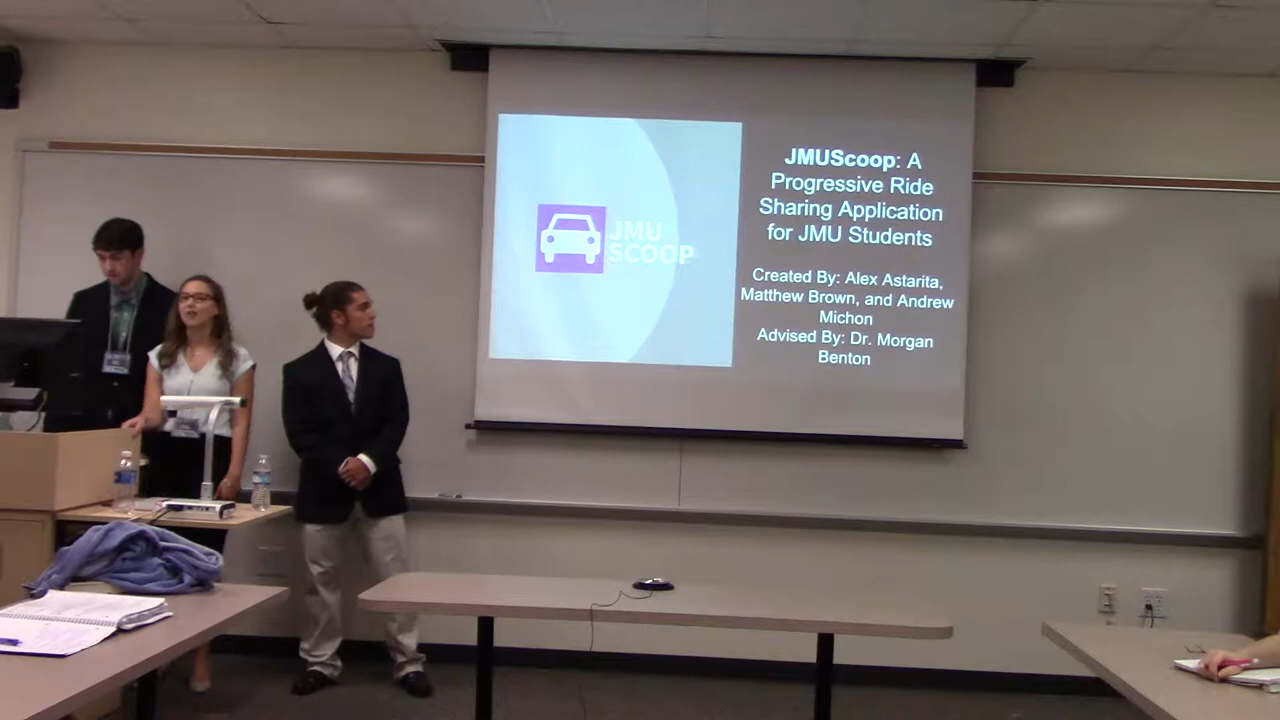 JMU
SCOOP
JMUScoop: A
Progressive Ride
Sharing Application
for JMU Students
Created By: Alex Astarita,
Matthew Brown, and Andrew
Michon
Advised By: Dr. Morgan
Benton